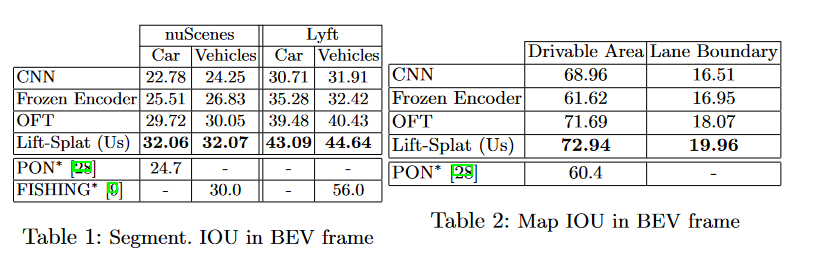 nuScenes Lyft
Car Vehicles Car Vehicles
CNN 22.78 24.25 30.71 31.91
Frozen Encoder 25.51 26.83 35.28 32.42
OFT 29.72 30.05 39.48 40.43
Lift-Splat (Us) 32.06 32.07 43.09 44.64
PON* [28] 24.7 - - -
FISHING* [9] - 30.0 - 56.0
Table 1: Segment. IOU in BEV frame
Drivable Area Lane Boundary
CNN 68.96 16.51
Frozen Encoder 61.62 16.95
OFT 71.69 18.07
Lift-Splat (Us) 72.94 19.96
PON* [28] 60.4 -
Table 2: Map IOU in BEV frame